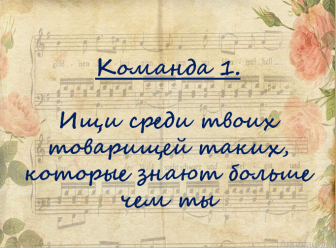 Команда 1.
Ищи среди твоих
товарищей таких,
которые знают больше
чем ты